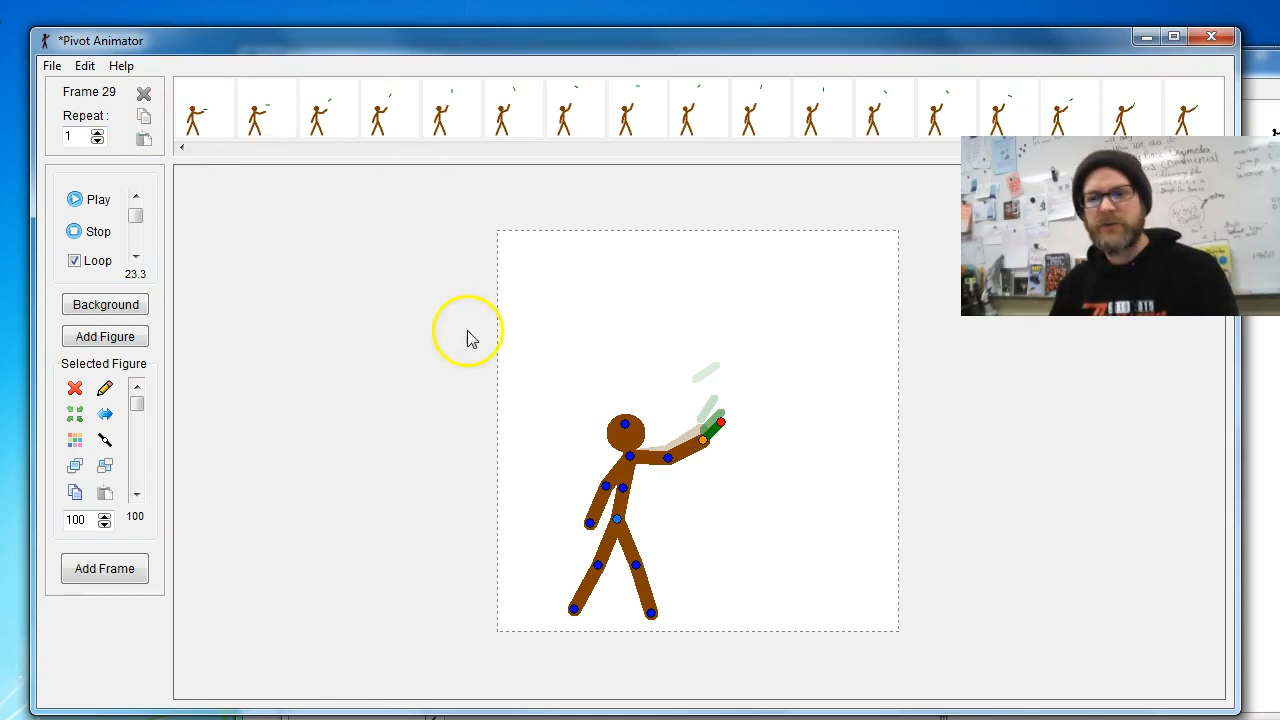 *Pivot Animator
File Edit Help
Frame 29
Repeat:
1
Play
Stop
Loop
23.3
Background
Add Figure
Selected Figure
100
100
Add Frame